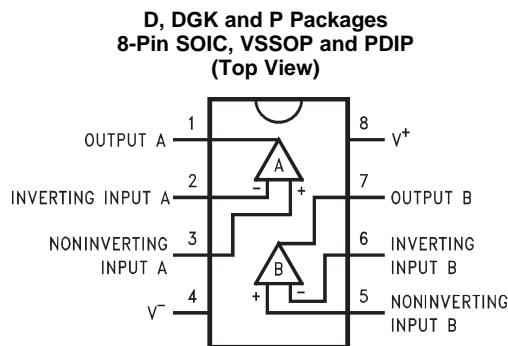 D, DGK and P Packages
8-Pin SOIC, VSSOP and PDIP
(Top View)
1
OUTPUT A
8
V+
A
- +
2
INVERTING INPUT A
7
OUTPUT B
3
NONINVERTING
INPUT A
6
INVERTING
INPUT B
B
+ -
4
V-
5
NONINVERTING
INPUT B